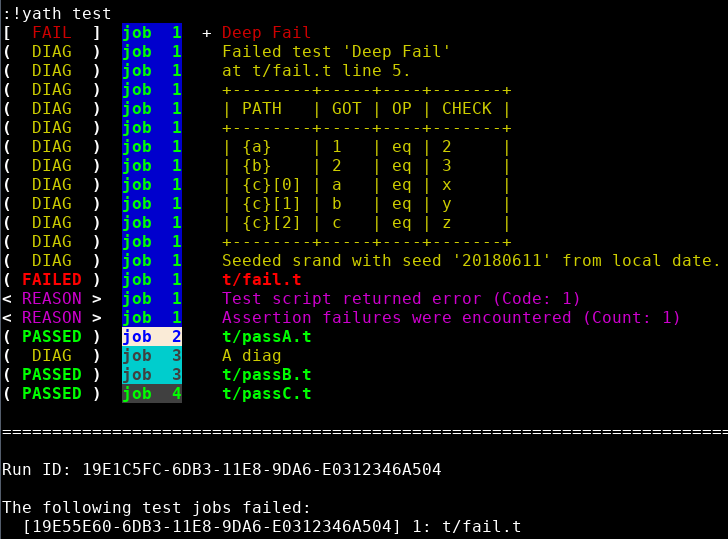 :!yath test
[  FAIL  ]  job  1  + Deep Fail
(  DIAG  )  job  1    Failed test 'Deep Fail'
(  DIAG  )  job  1    at t/fail.t line 5.
(  DIAG  )  job  1    +--------+-----+----+-------+
(  DIAG  )  job  1    | PATH   | GOT | OP | CHECK |
(  DIAG  )  job  1    +--------+-----+----+-------+
(  DIAG  )  job  1    | {a}    | 1   | eq | 2     |
(  DIAG  )  job  1    | {b}    | 2   | eq | 3     |
(  DIAG  )  job  1    | {c}[0] | a   | eq | x     |
(  DIAG  )  job  1    | {c}[1] | b   | eq | y     |
(  DIAG  )  job  1    | {c}[2] | c   | eq | z     |
(  DIAG  )  job  1    +--------+-----+----+-------+
(  DIAG  )  job  1    Seeded srand with seed '20180611' from local date.
( FAILED )  job  1    t/fail.t
< REASON >  job  1    Test script returned error (Code: 1)
< REASON >  job  1    Assertion failures were encountered (Count: 1)
( PASSED )  job  2    t/passA.t
(  DIAG  )  job  3    A diag
( PASSED )  job  3    t/passB.t
( PASSED )  job  4    t/passC.t
=========================================================================
Run ID: 19E1C5FC-6DB3-11E8-9DA6-E0312346A504
The following test jobs failed:
  [19E55E60-6DB3-11E8-9DA6-E0312346A504] 1: t/fail.t